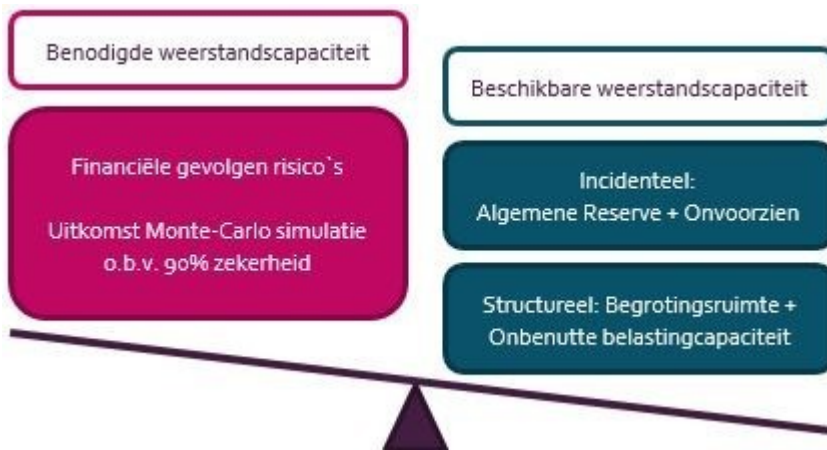 Benodigde weerstandscapaciteit
Financiële gevolgen risico`s
Uitkomst Monte-Carlo simulatie
o.b.v. 90% zekerheid
Beschikbare weerstandscapaciteit
Incidenteel:
Algemene Reserve + Onvoorzien
Structureel: Begrotingsruimte +
Onbenutte belastingcapaciteit